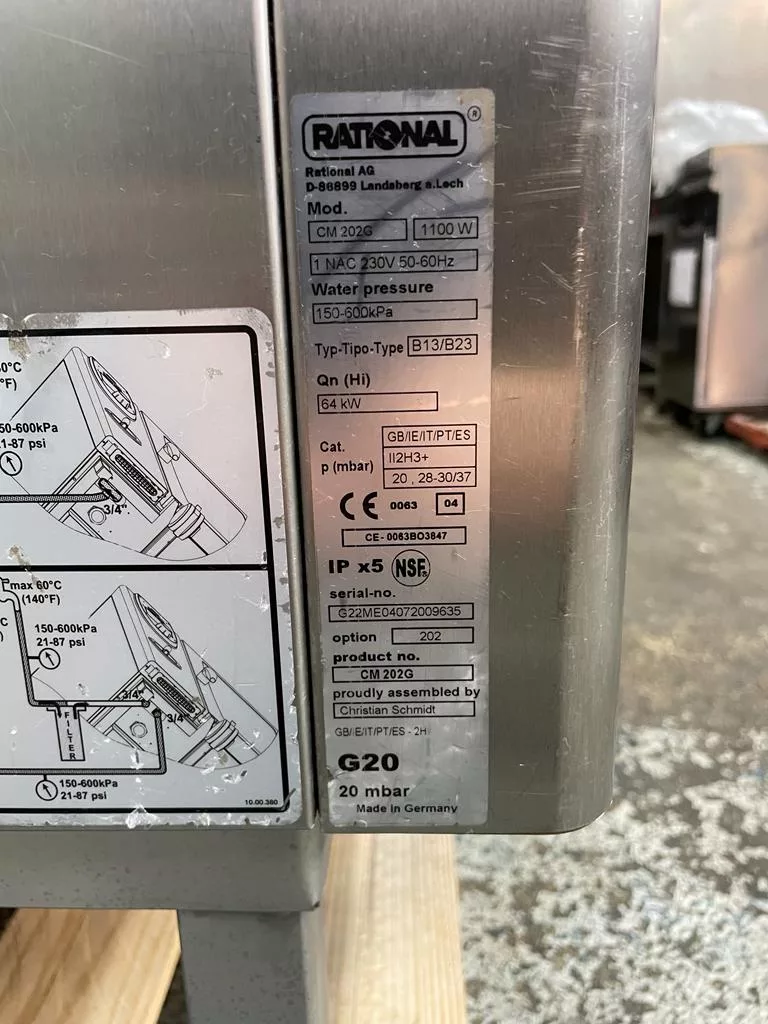 RATIONAL ®
Rational AG
D-86899 Landsberg a.Lech
Mod.
CM 202G 1100 W
1 NAC 230V 50-60Hz
Water pressure
150-600kPa
Typ-Tipo-Type B13/B23
Qn (Hi)
64 kW
Cat. GB/IE/IT/PT/ES
II2H3+
p (mbar) 20 , 28-30/37
CE 0063 04
CE- 0063BO3847
IP x5 NSF®
serial-no.
G22ME04072009635
option 202
product no.
CM 202G
proudly assembled by
Christian Schmidt
GB/IE/IT/PT/ES - 2H
G20
20 mbar
Made in Germany
0°C
°F)
50-600kPa
1-87 psi
3/4"
max 60°C
(140°F)
150-600kPa
21-87 psi
3/4"
3/4"
FILTER
150-600kPa
21-87 psi
10.00.380